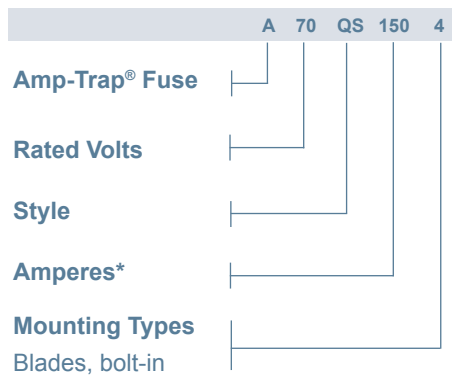 A 70 QS 150 4
Amp-Trap® Fuse
Rated Volts
Style
Amperes*
Mounting Types
Blades, bolt-in